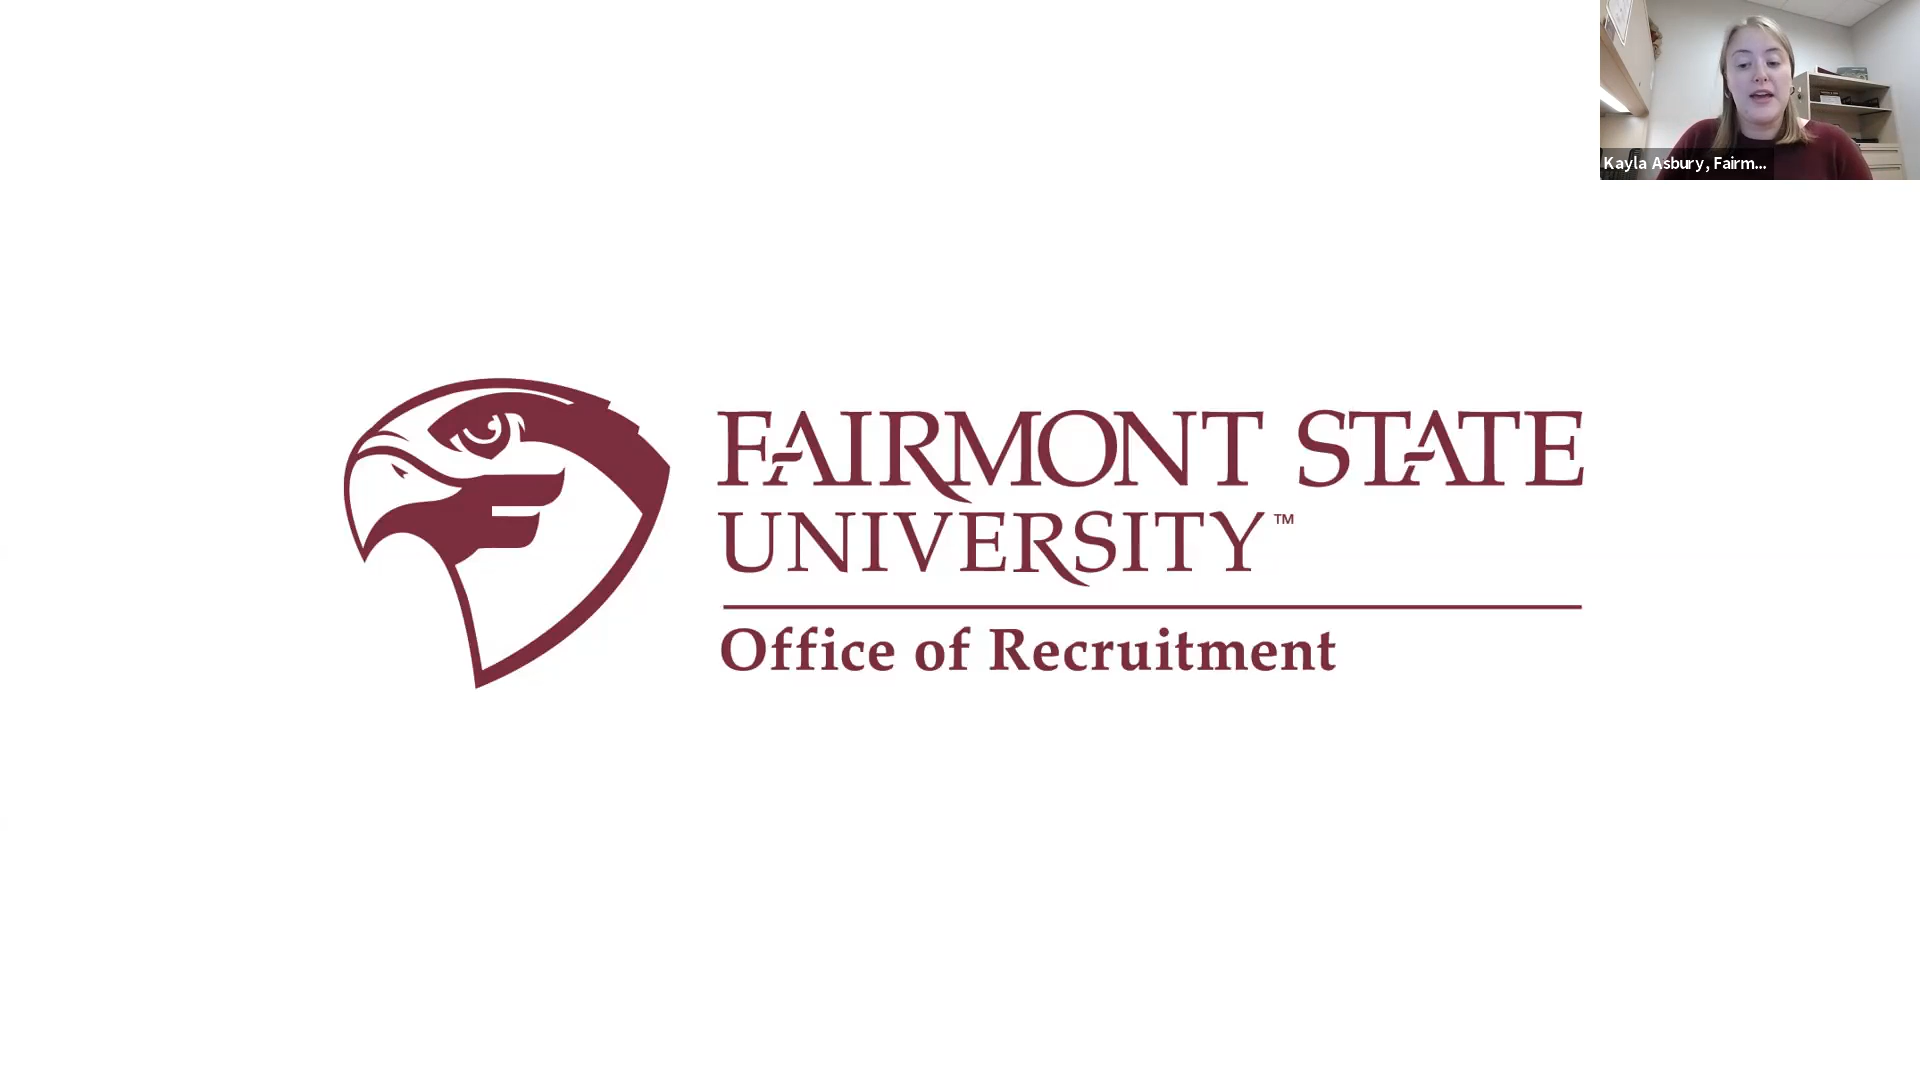 Kayla Asbury, Fairm...
FAIRMONT STATE
UNIVERSITY™
Office of Recruitment